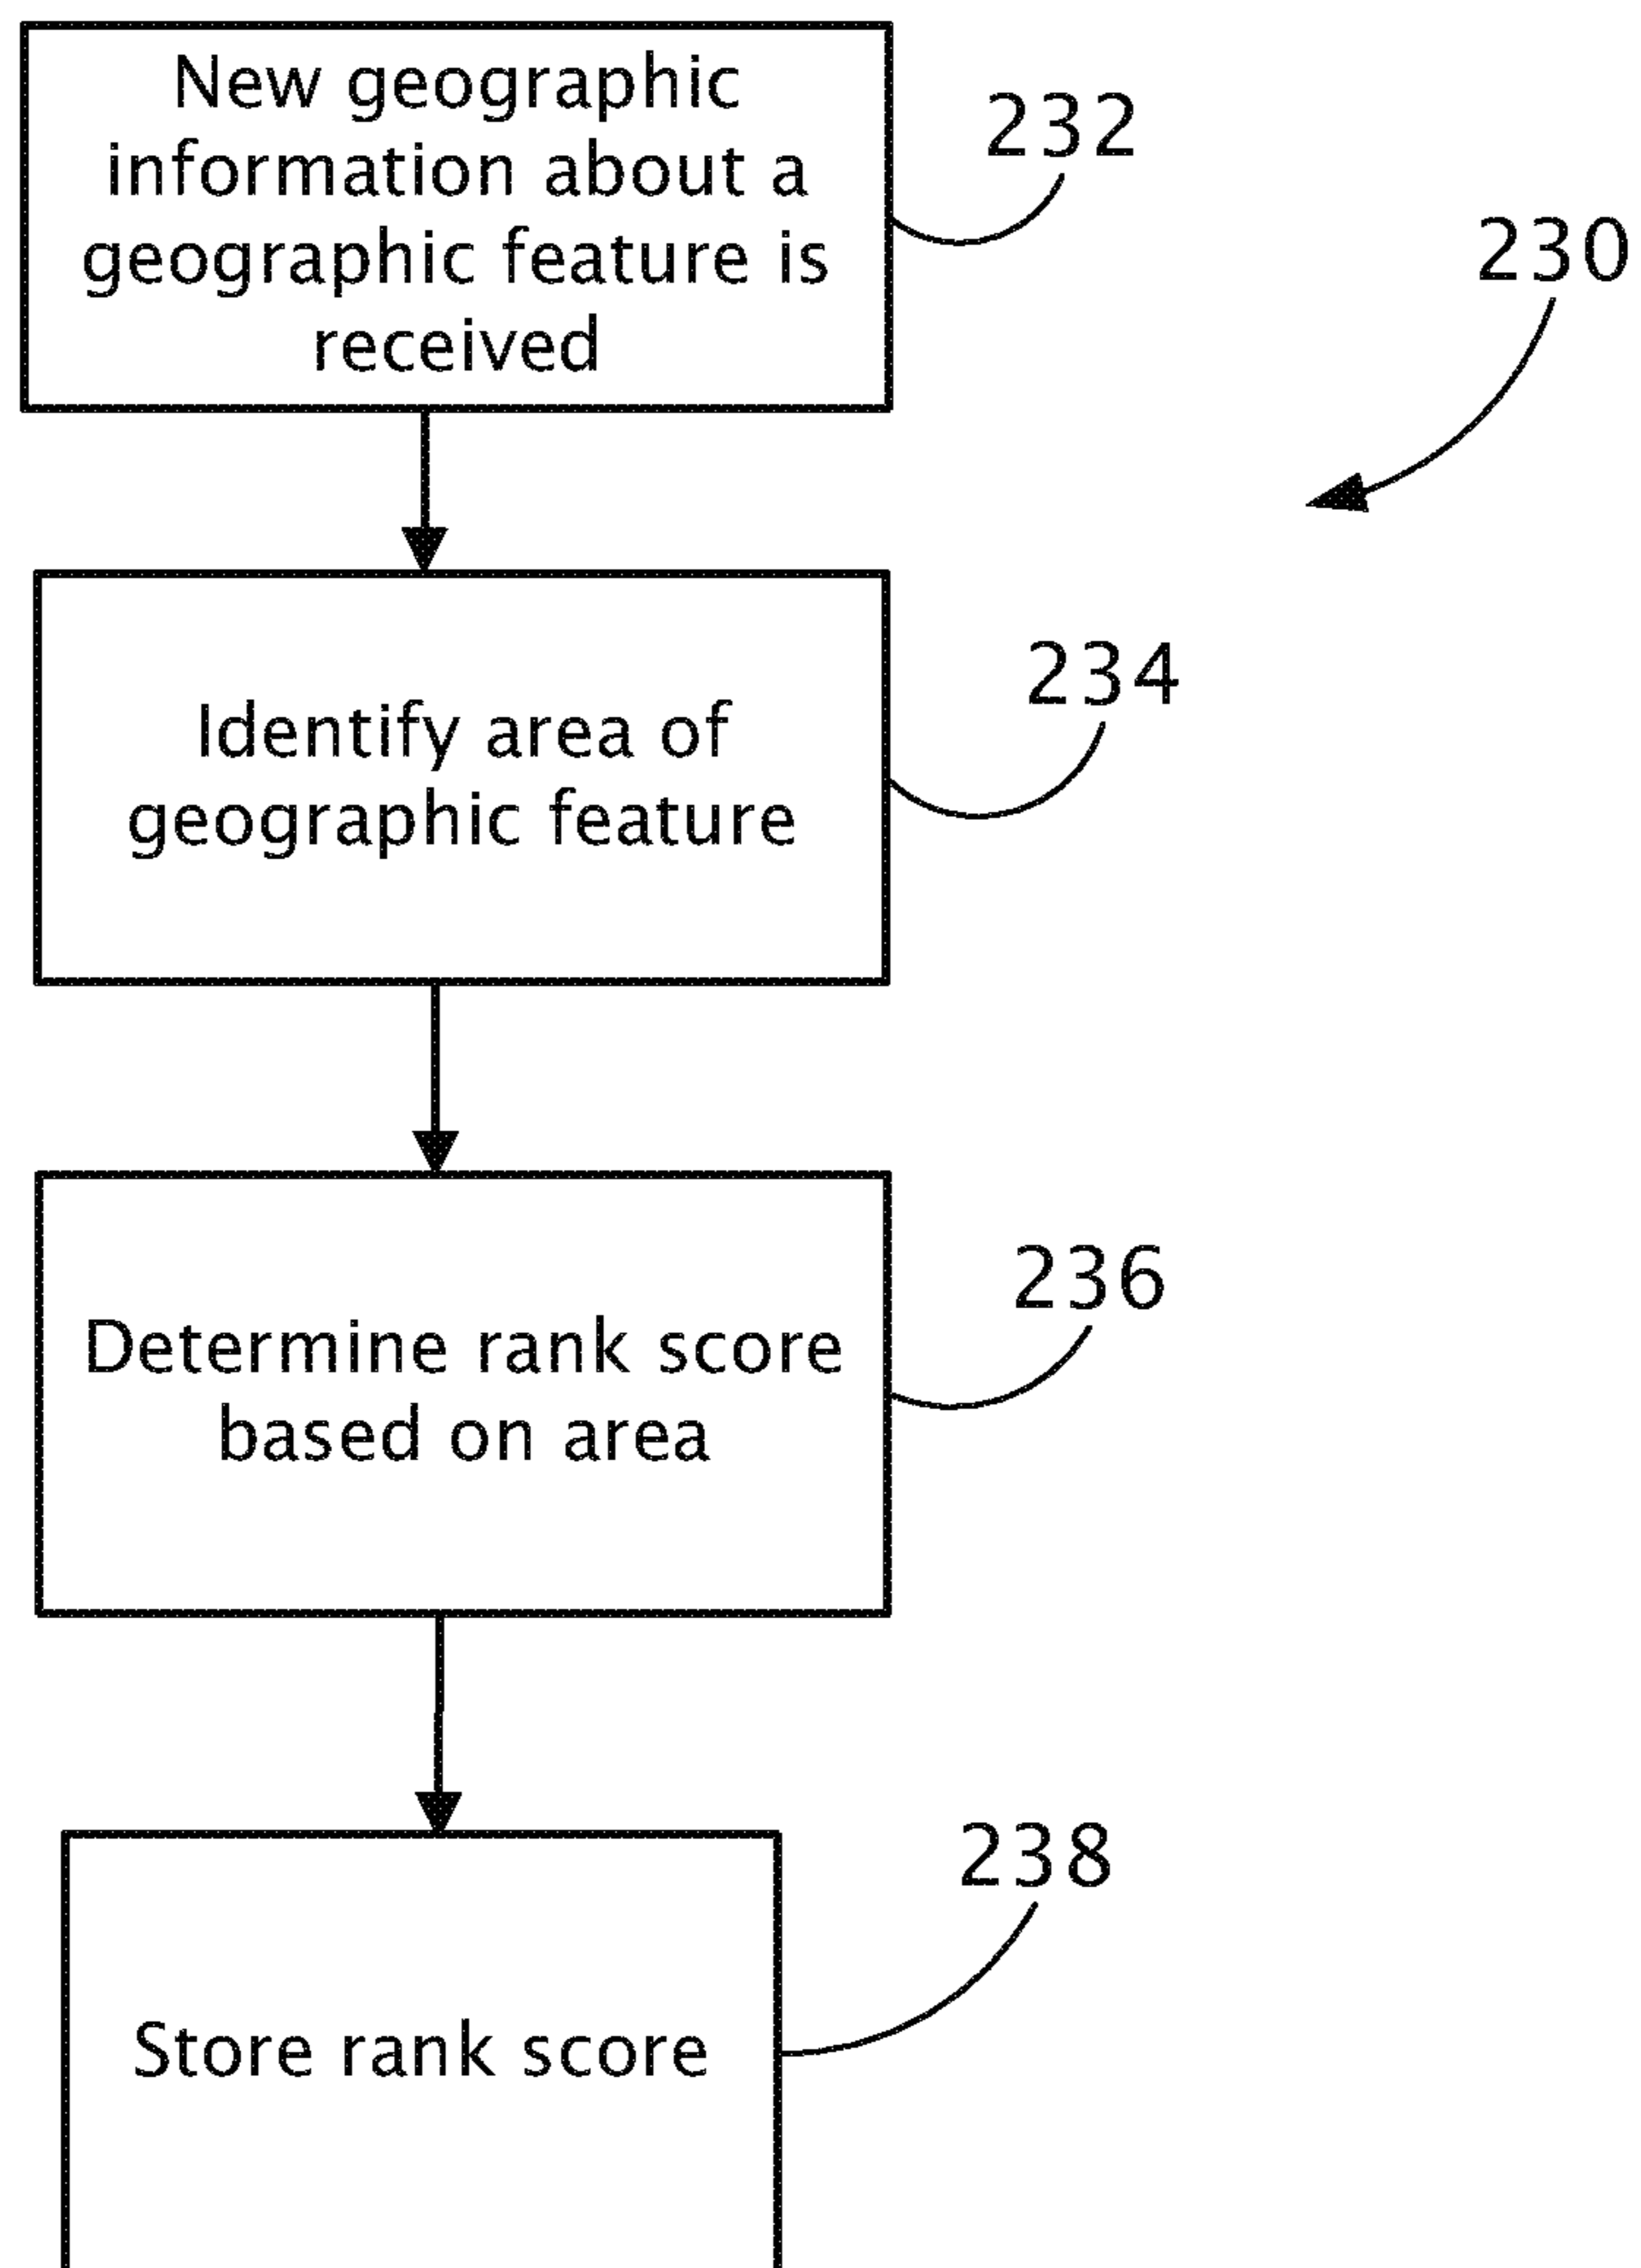 New geographic
information about a
geographic feature is
received
232
230
Identify area of
geographic feature
234
Determine rank score
based on area
236
Store rank score
238